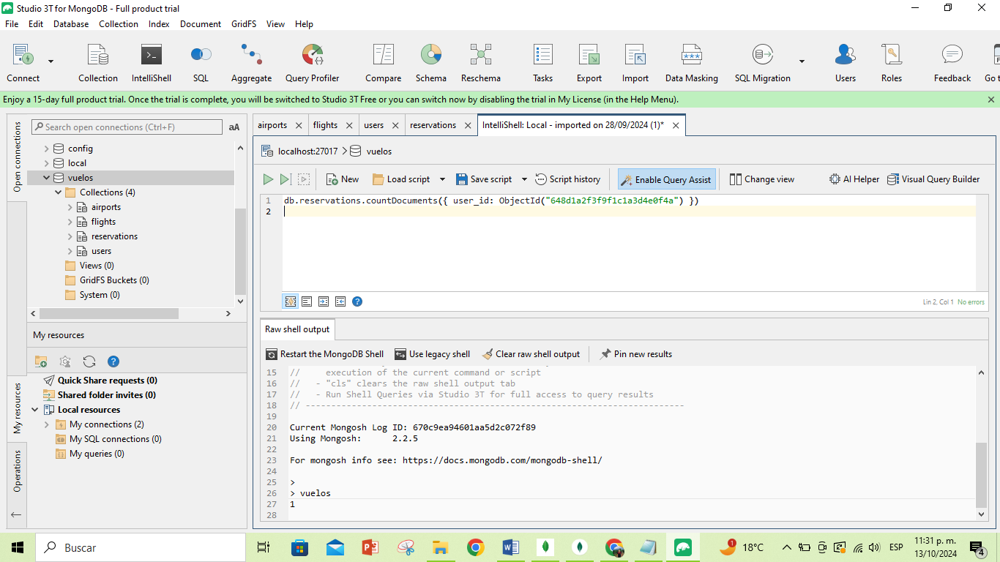 Studio 3T for MongoDB - Full product trial
File Edit Database Collection Index Document GridFS View Help
Connect Collection IntelliShell SQL Aggregate Query Profiler Compare Schema Reschema Tasks Export Import Data Masking SQL Migration Users Roles Feedback Go t
Enjoy a 15-day full product trial. Once the trial is complete, you will be switched to Studio 3T Free or you can switch now by disabling the trial in My License (in the Help Menu).
Open connections
Search open connections (Ctrl+F) aA
config
local
vuelos
Collections (4)
airports
flights
reservations
users
Views (0)
GridFS Buckets (0)
System (0)
My resources
My resources
Operations
Quick Share requests (0)
Shared folder invites (0)
Local resources
My connections (2)
My SQL connections (0)
My queries (0)
airports flights users reservations IntelliShell: Local - imported on 28/09/2024 (1)*
localhost:27017 vuelos
New Load script Save script Script history Enable Query Assist Change view AI Helper Visual Query Builder
1 db.reservations.countDocuments({ user_id: ObjectId("648d1a2f3f9f1c1a3d4e0f4a") })
2
Lin 2, Col 1 No errors
Raw shell output
Restart the MongoDB Shell Use legacy shell Clear raw shell output Pin new results
15 // execution of the current command or script
16 // - "cls" clears the raw shell output tab
17 // - Run Shell Queries via Studio 3T for full access to query results
18 // --------------------------------------------------------------------------
19
20 Current Mongosh Log ID: 670c9ea94601aa5d2c072f89
21 Using Mongosh: 2.2.5
22
23 For mongosh info see: https://docs.mongodb.com/mongodb-shell/
24
25 >
26 > vuelos
27 1
28
Buscar
1 18°C ESP 11:31 p. m.
13/10/2024 4